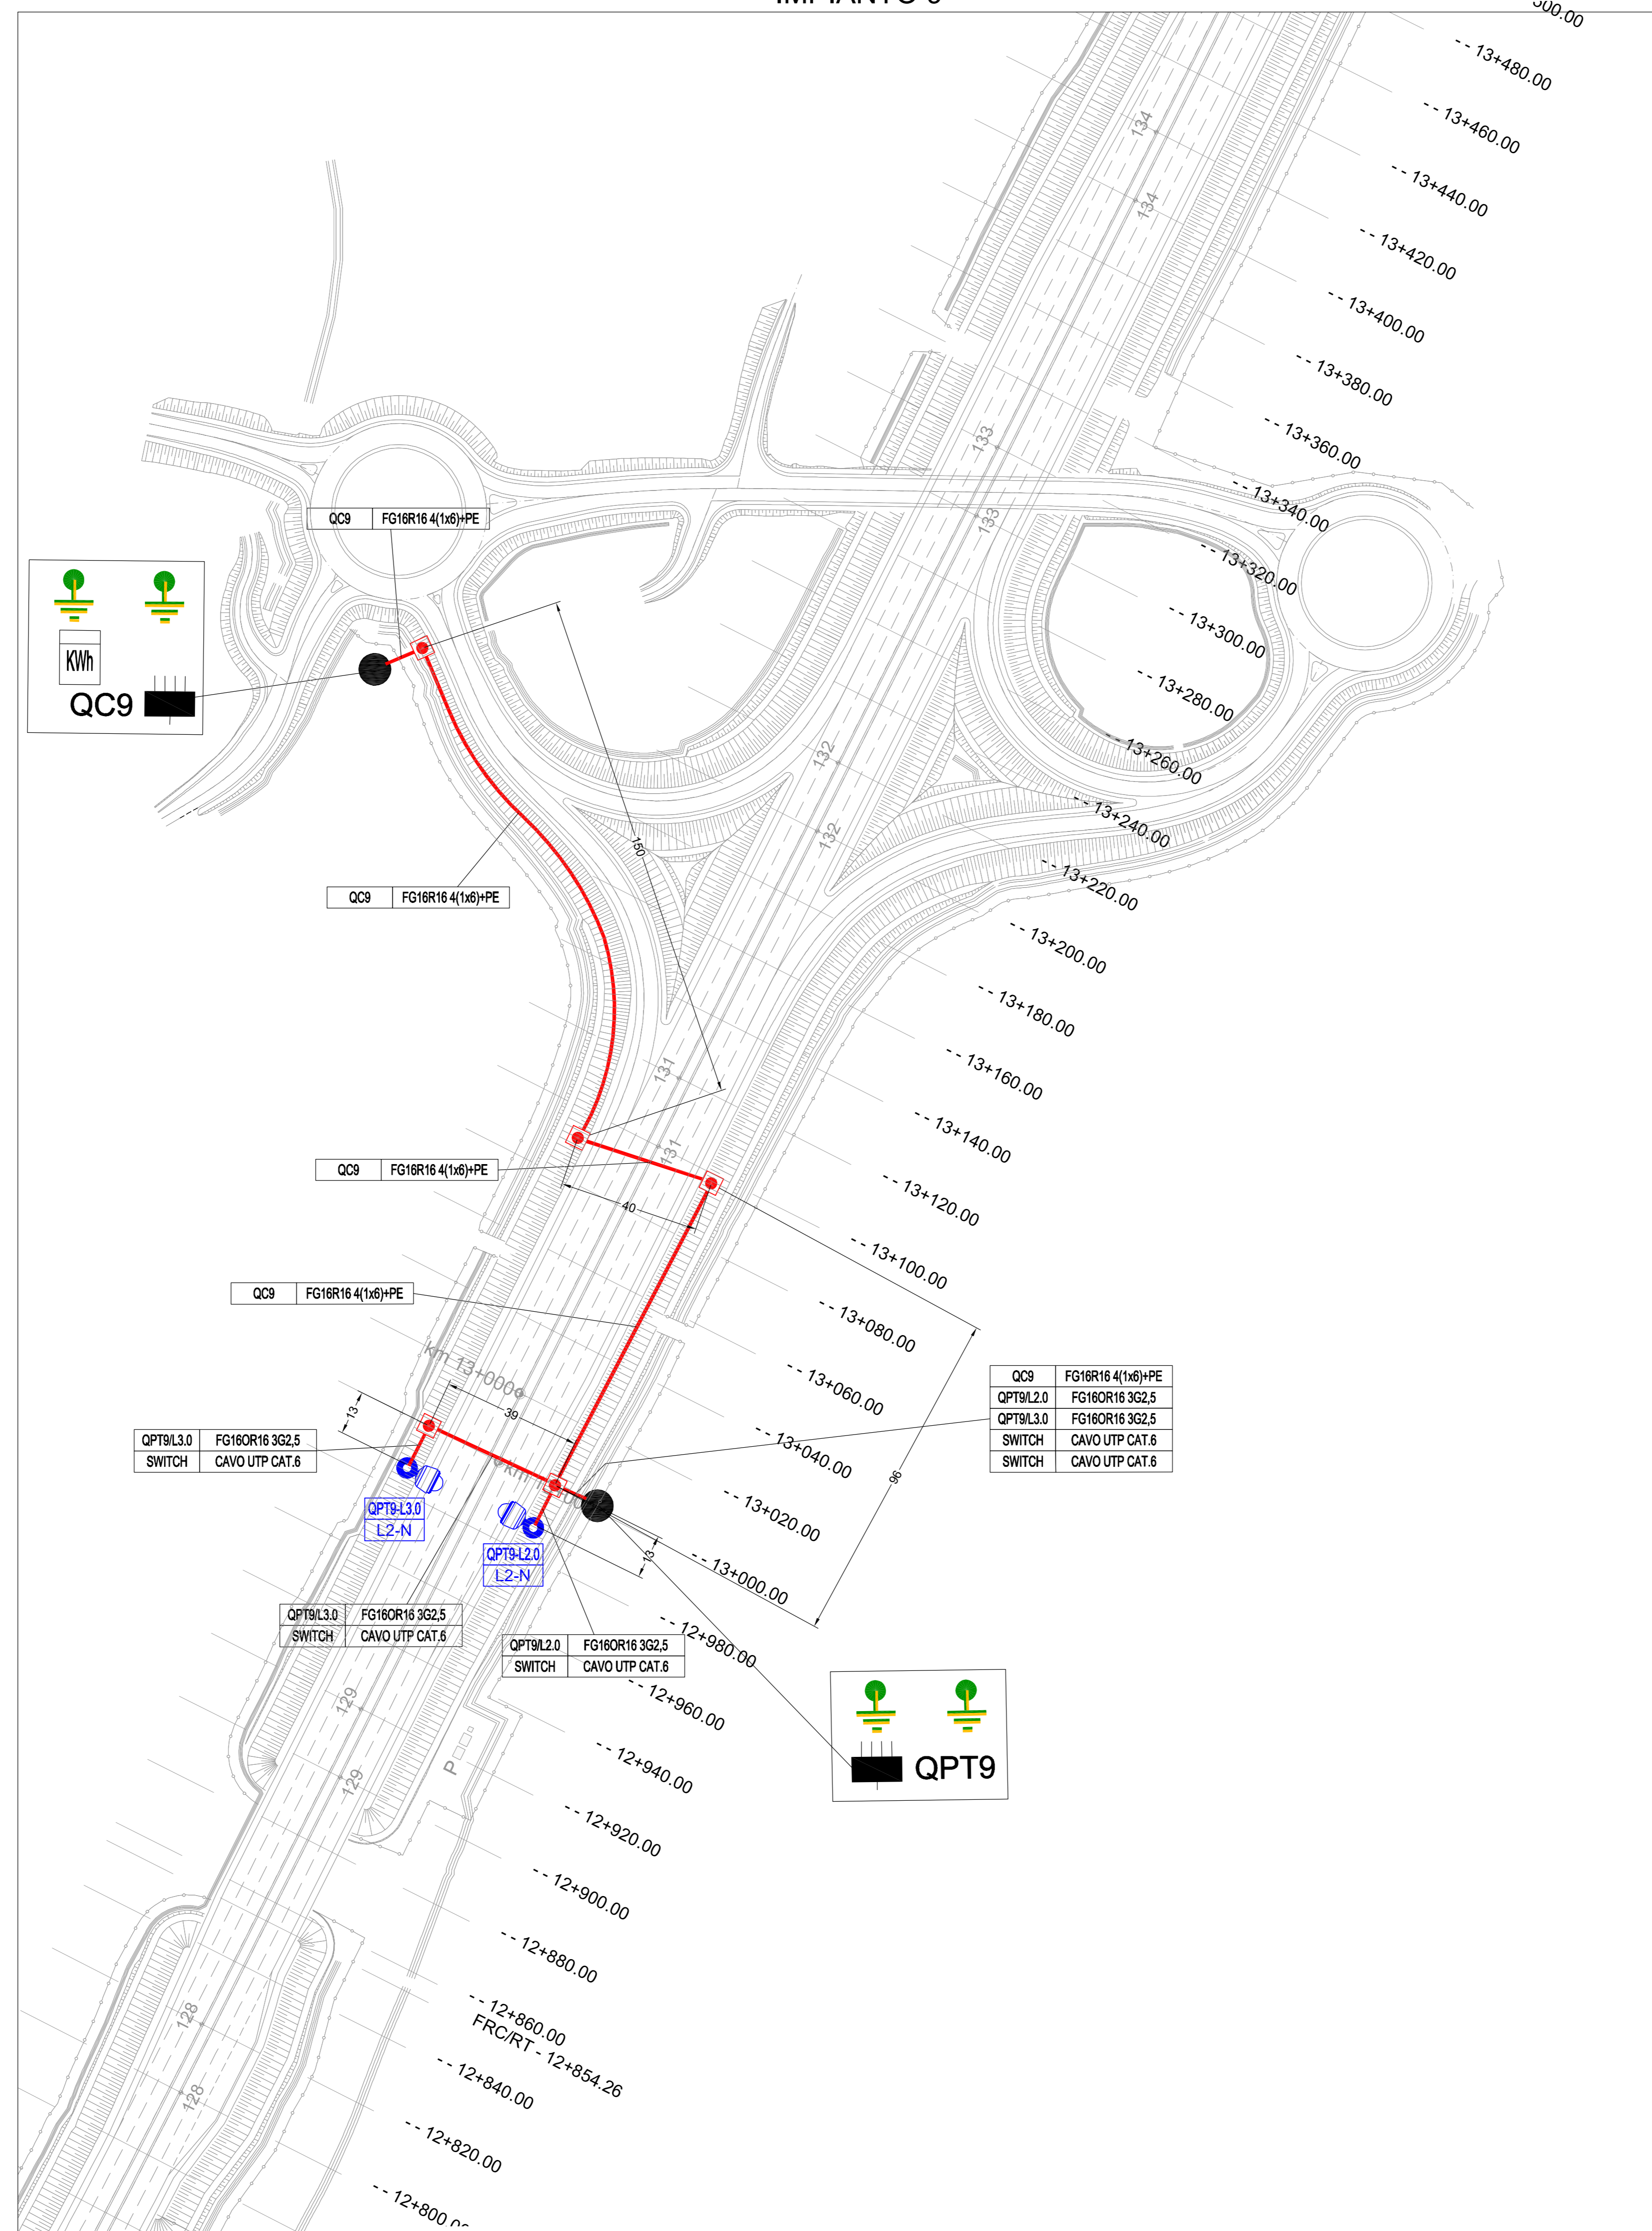 - - 13+480.00
- - 13+460.00
- - 13+440.00
- - 13+420.00
- - 13+400.00
- - 13+380.00
- - 13+360.00
- - 13+340.00
- - 13+320.00
- - 13+300.00
- - 13+280.00
- - 13+260.00
- - 13+240.00
- - 13+220.00
- - 13+200.00
- - 13+180.00
- - 13+160.00
- - 13+140.00
- - 13+120.00
- - 13+100.00
- - 13+080.00
- - 13+060.00
- - 13+040.00
- - 13+020.00
- - 13+000.00
- - 12+980.00
- - 12+960.00
- - 12+940.00
- - 12+920.00
- - 12+900.00
- - 12+880.00
- - 12+860.00
FRC/RT - 12+854.26
- - 12+840.00
- - 12+820.00
134
134
133
133
132
132
131
131
129
129
128
128
QC9 FG16R16 4(1x6)+PE
KWh
QC9
150
QC9 FG16R16 4(1x6)+PE
QC9 FG16R16 4(1x6)+PE
40
QC9 FG16R16 4(1x6)+PE
km 13+000
39
13
96
13
QC9 FG16R16 4(1x6)+PE
QPT9/L2.0 FG16OR16 3G2,5
QPT9/L3.0 FG16OR16 3G2,5
SWITCH CAVO UTP CAT.6
SWITCH CAVO UTP CAT.6
QPT9/L3.0 FG16OR16 3G2,5
SWITCH CAVO UTP CAT.6
QPT9-L3.0
L2-N
QPT9-L2.0
L2-N
QPT9/L3.0 FG16OR16 3G2,5
SWITCH CAVO UTP CAT.6
QPT9/L2.0 FG16OR16 3G2,5
SWITCH CAVO UTP CAT.6
QPT9
P